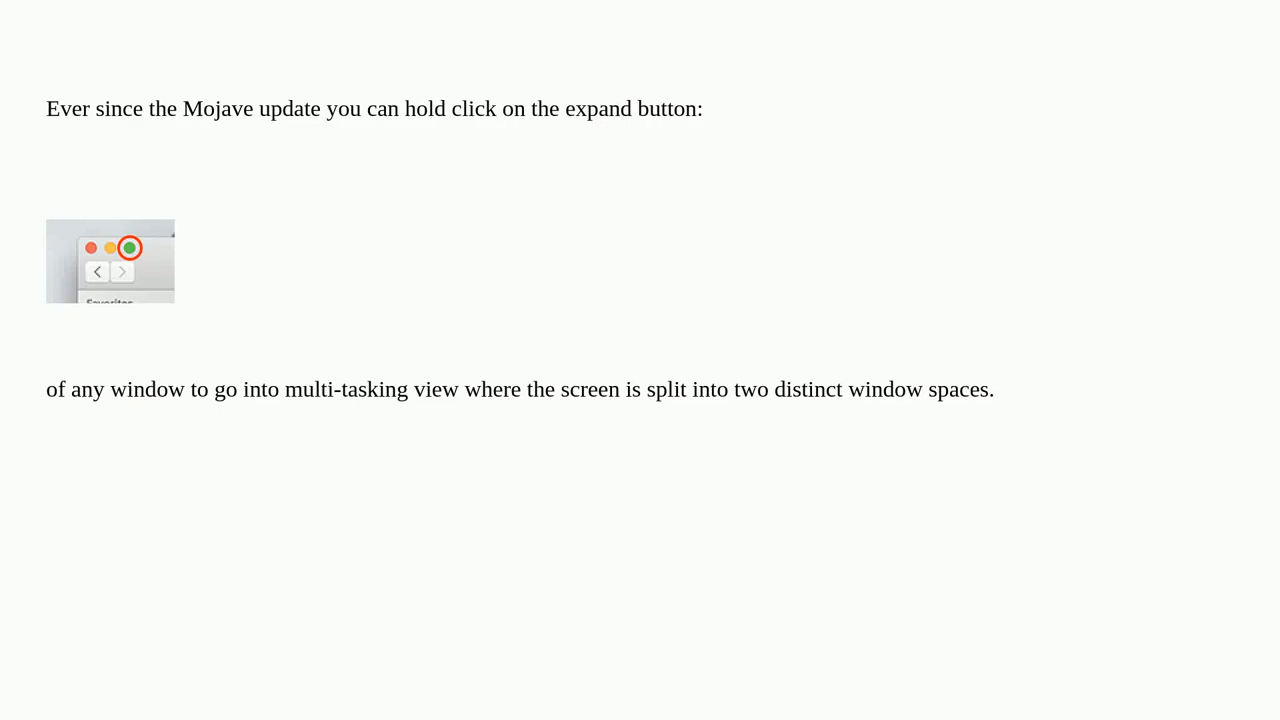 Ever since the Mojave update you can hold click on the expand button:
Favorites
of any window to go into multi-tasking view where the screen is split into two distinct window spaces.